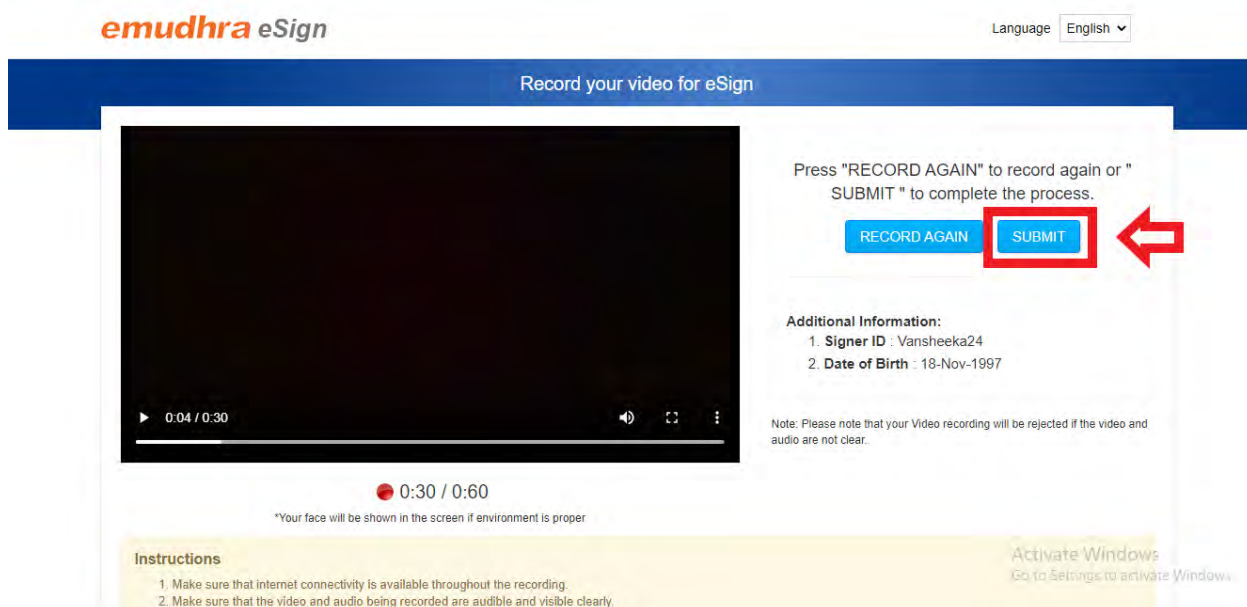 emudhra eSign
Language English
Record your video for eSign
Press "RECORD AGAIN" to record again or "
SUBMIT " to complete the process.
RECORD AGAIN SUBMIT
Additional Information:
1. Signer ID : Vansheeka24
2. Date of Birth : 18-Nov-1997
0:04 / 0:30
Note: Please note that your Video recording will be rejected if the video and
audio are not clear..
0:30 / 0:60
*Your face will be shown in the screen if environment is proper
Instructions
1. Make sure that internet connectivity is available throughout the recording.
2. Make sure that the video and audio being recorded are audible and visible clearly.
Activate Windows
Go to Settings to activate Windows.